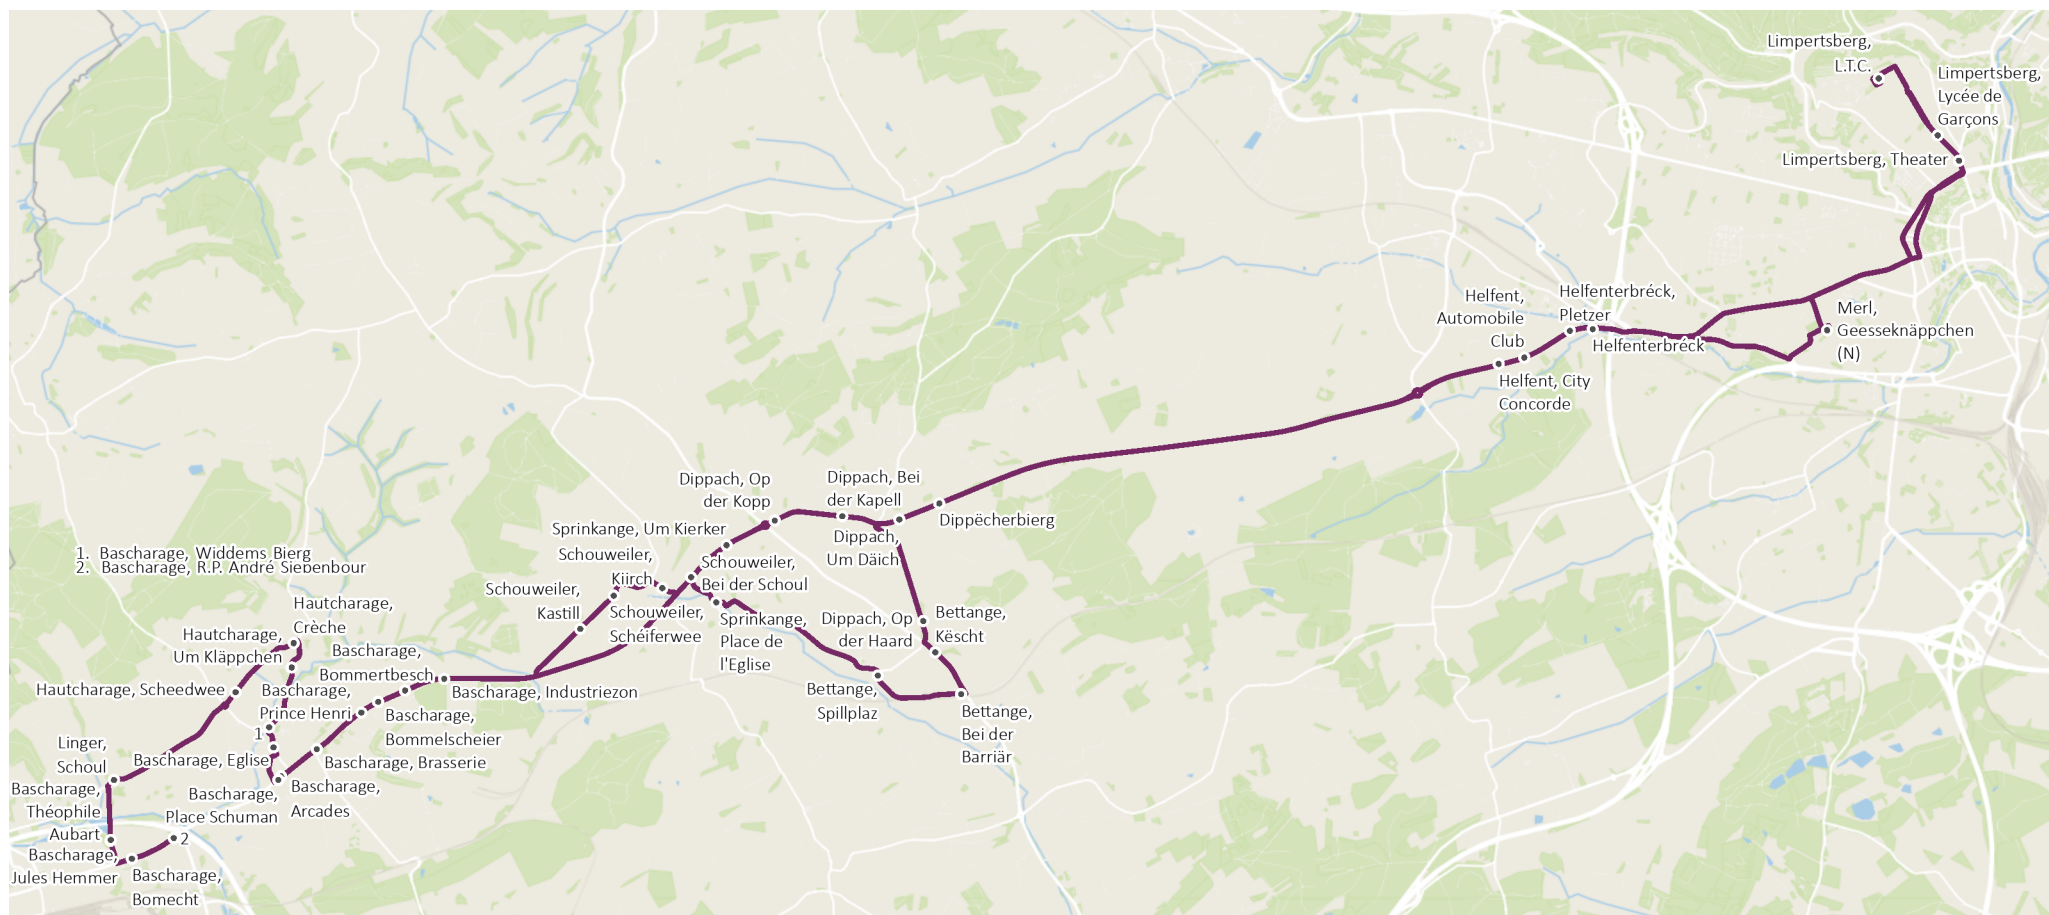 Limpertsberg,
L.T.C.
Limpertsberg,
Lycée de
Garçons
Limpertsberg, Theater
Helfenterbréck,
Pletzer
Helfent,
Automobile
Club
Merl,
Geesseknäppchen
(N)
Helfenterbréck
Helfent, City
Concorde
Dippach, Op
der Kopp
Dippach, Bei
der Kapell
Dippëcherbierg
Sprinkange, Um Kierker
Dippach,
Um Däich
Schouweiler,
Kiirch
Schouweiler,
Bei der Schoul
1. Bascharage, Widdems Bierg
2. Bascharage, R.P. André Siebenbour
Schouweiler,
Kastill
Schouweiler,
Schéiferwee
Sprinkange,
Place de
l'Eglise
Dippach, Op
der Haard
Bettange,
Këscht
Hautcharage,
Crèche
Hautcharage,
Um Kläppchen
Bascharage,
Bommertbesch
Hautcharage, Scheedwee
Bascharage,
Prince Henri
Bascharage, Industriezon
Bettange,
Spillplaz
Bettange,
Bei der
Barriär
Bascharage,
Bommelscheier
1
Linger,
Schoul
Bascharage, Eglise
Bascharage, Brasserie
Bascharage,
Théophile
Aubart
Bascharage,
Place Schuman
Bascharage,
Arcades
2
Bascharage,
Jules Hemmer
Bascharage,
Bomecht